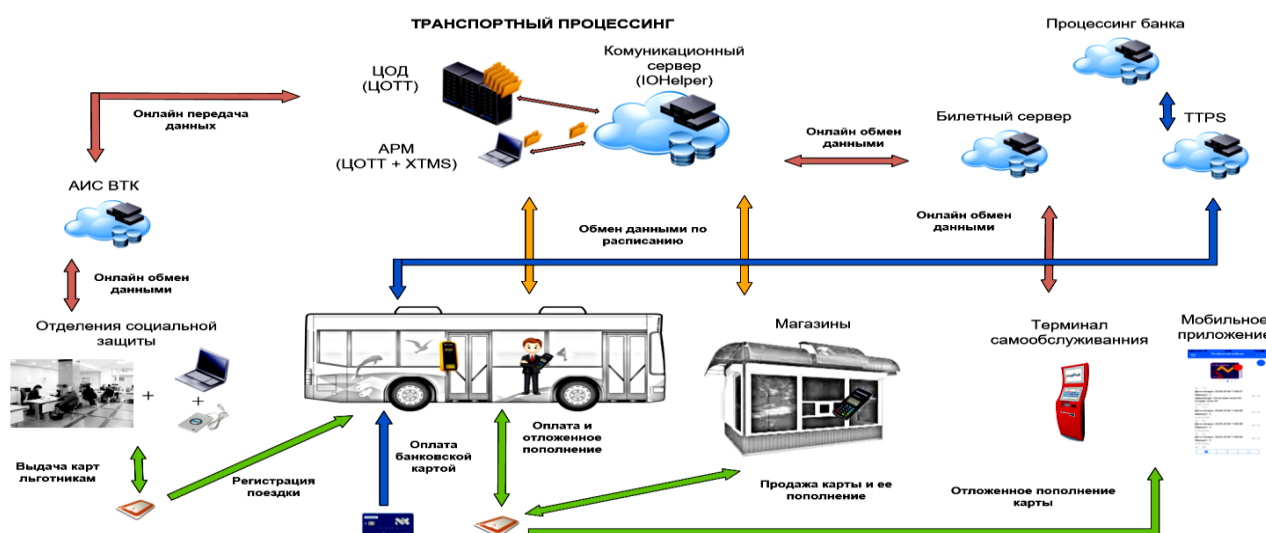 ТРАНСПОРТНЫЙ ПРОЦЕССИНГ
Процессинг банка
Комуникационный
сервер
(IOHelper)
ЦОД
(ЦОТТ)
Онлайн передача
данных
АРМ
(ЦОТТ + XTMS)
Онлайн обмен
данными
Билетный сервер
TTPS
АИС ВТК
Обмен данными по
расписанию
Онлайн обмен
данными
Онлайн обмен
данными
Отделения социальной
защиты
Магазины
Терминал
самообслуживанния
Мобильное
приложение
+
+
Выдача карт
льготникам
Регистрация
поездки
Оплата
банковской
картой
Оплата и
отложенное
пополнение
Продажа карты и ее
пополнение
Отложенное пополнение
карты